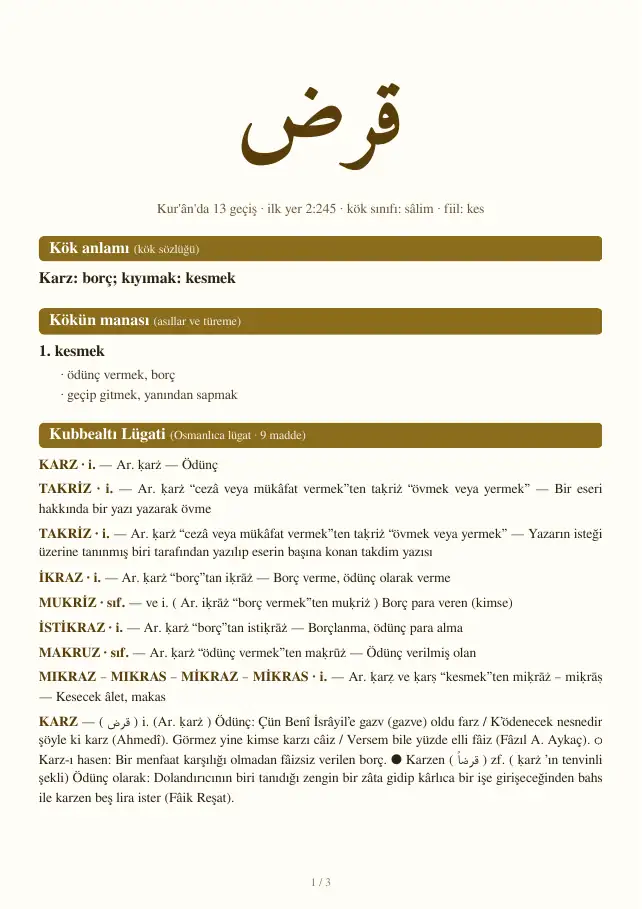 قرض
Kur'ân'da 13 geçiş · ilk yer 2:245 · kök sınıfı: sâlim · fiil: kes
Kök anlamı (kök sözlüğü)
Karz: borç; kıyımak: kesmek
Kökün manası (asıllar ve türeme)
1. kesmek
· ödünç vermek, borç
· geçip gitmek, yanından sapmak
Kubbealtı Lügati (Osmanlıca lügat · 9 madde)
KARZ · i. — Ar. ḳarż — Ödünç
TAKRİZ · i. — Ar. ḳarż “cezâ veya mükâfat vermek”ten taḳriż “övmek veya yermek” — Bir eseri
hakkında bir yazı yazarak övme
TAKRİZ · i. — Ar. ḳarż “cezâ veya mükâfat vermek”ten taḳriż “övmek veya yermek” — Yazarın isteği
üzerine tanınmış biri tarafından yazılıp eserin başına konan takdim yazısı
İKRAZ · i. — Ar. ḳarż “borç”tan iḳrāż — Borç verme, ödünç olarak verme
MUKRİZ · sıf. — ve i. ( Ar. iḳrāż “borç vermek”ten muḳriż ) Borç para veren (kimse)
İSTİKRAZ · i. — Ar. ḳarż “borç”tan istiḳrāż — Borçlanma, ödünç para alma
MAKRUZ · sıf. — Ar. ḳarż “ödünç vermek”ten maḳrūż — Ödünç verilmiş olan
MIKRAZ – MIKRAS – MİKRAZ – MİKRAS · i. — Ar. ḳarż ve ḳarṣ “kesmek”ten miḳrāż – miḳrāṣ
— Kesecek âlet, makas
KARZ — ( قرض ) i. (Ar. ḳarż ) Ödünç: Çün Benî İsrâyil’e gazv (gazve) oldu farz / K’ödenecek nesnedir
şöyle ki karz (Ahmedî). Görmez yine kimse karzı câiz / Versem bile yüzde elli fâiz (Fâzıl A. Aykaç). ○
Karz-ı hasen: Bir menfaat karşılığı olmadan fâizsiz verilen borç. ● Karzen ( قرضاً ) zf. ( ḳarż ’ın tenvinli
şekli) Ödünç olarak: Dolandırıcının biri tanıdığı zengin bir zâta gidip kârlıca bir işe girişeceğinden bahs
ile karzen beş lira ister (Fâik Reşat).
1 / 3